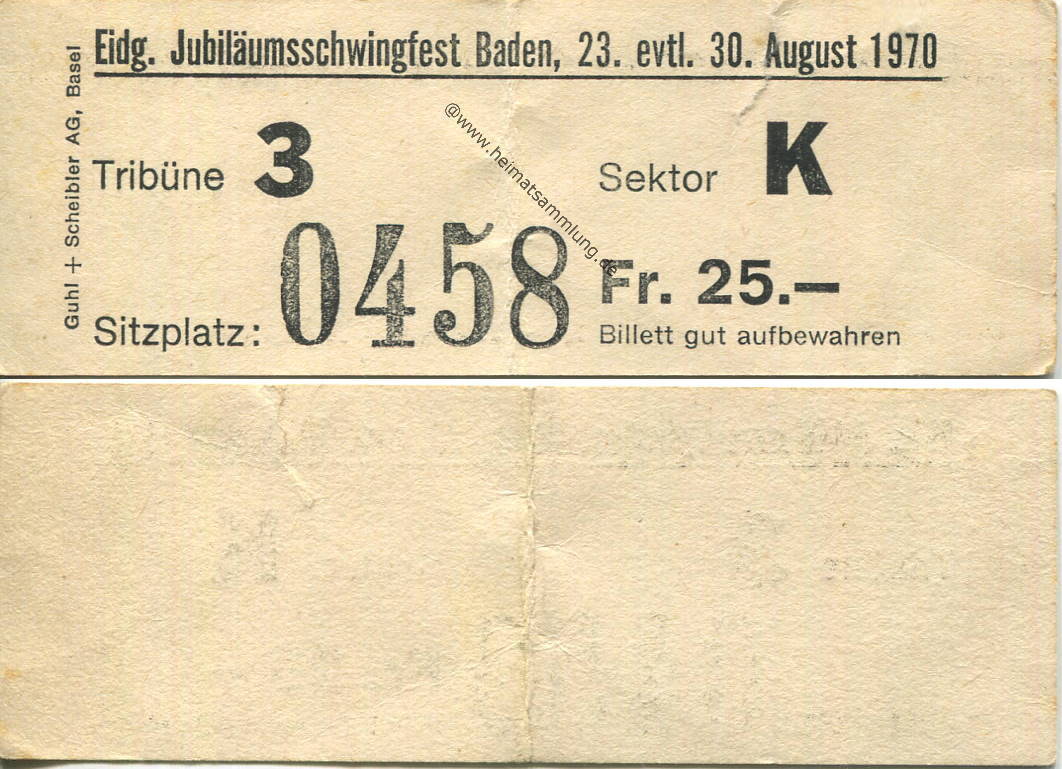 Eidg. Jubiläumsschwingfest Baden, 23. evtl. 30. August 1970
Guhl + Scheibler AG, Basel
Tribüne 3
Sektor K
Sitzplatz: 0458
Fr. 25.—
Billett gut aufbewahren
@www.heimatsammlung.de